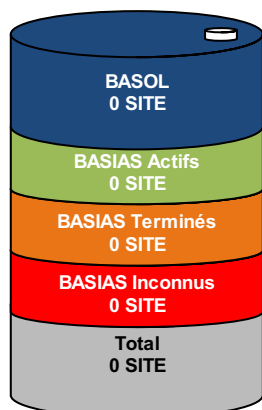 BASOL
0 SITE
BASIAS Actifs
0 SITE
BASIAS Terminés
0 SITE
BASIAS Inconnus
0 SITE
Total
0 SITE